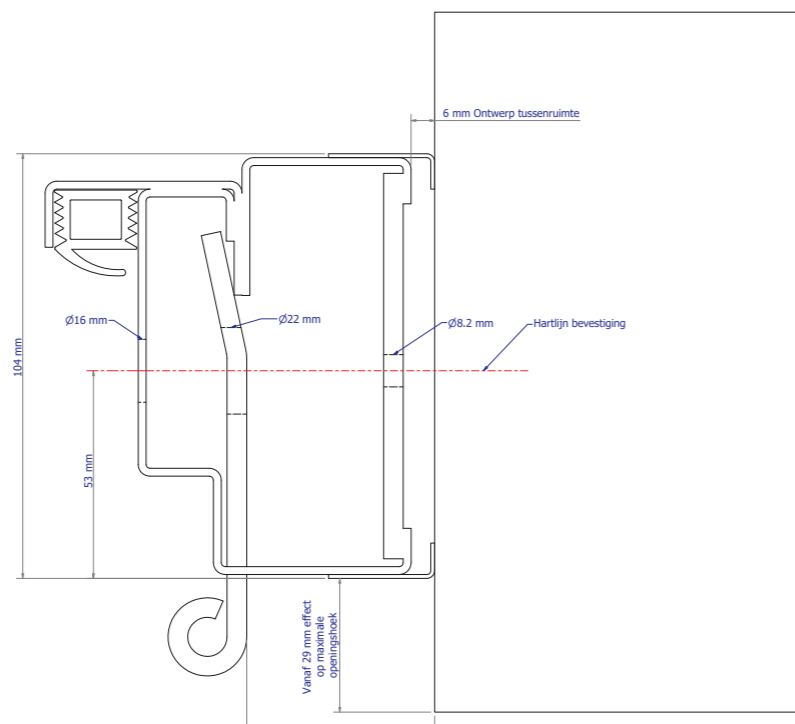 6 mm Ontwerp tussenruimte
Ø16 mm
Ø22 mm
Ø8.2 mm
Hartlijn bevestiging
104 mm
53 mm
Vanaf 29 mm effect
op maximale
openingshoek